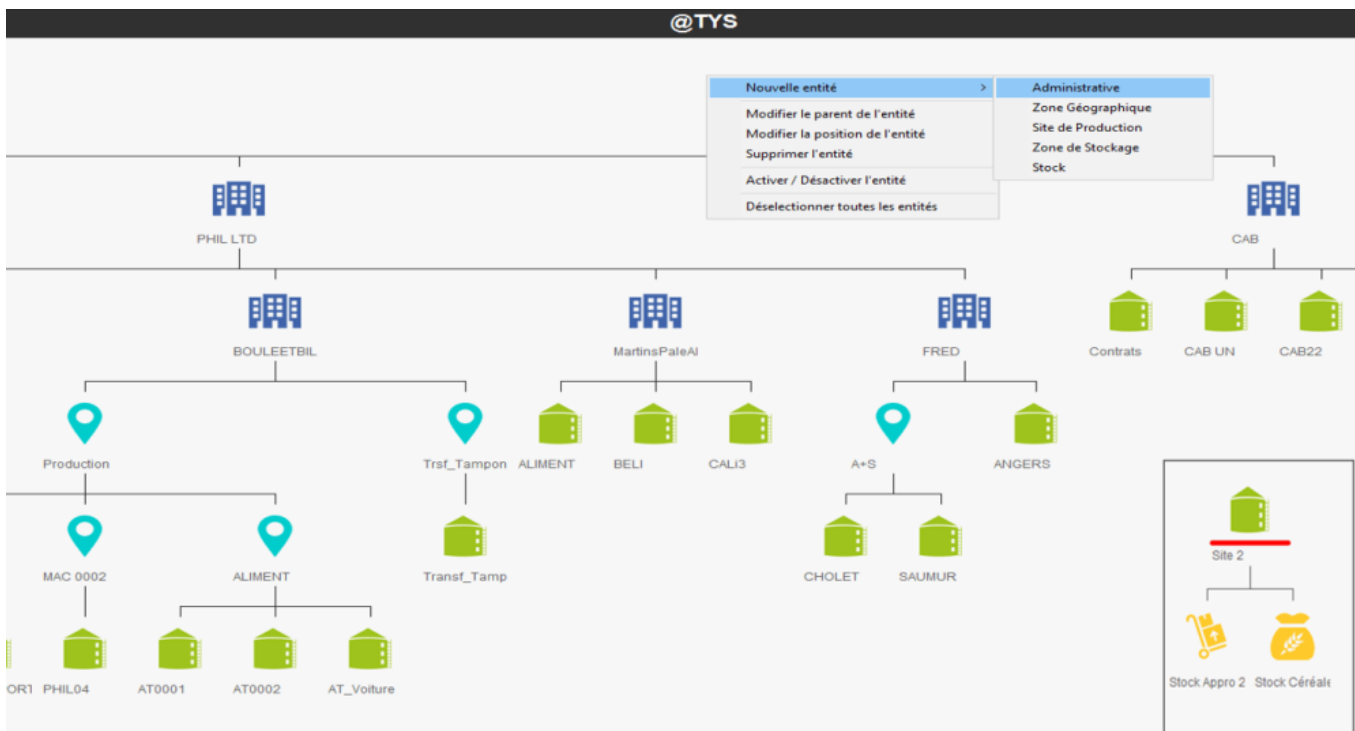 @TYS
Nouvelle entité >
Administrative
Zone Géographique
Site de Production
Zone de Stockage
Stock
Modifier le parent de l'entité
Modifier la position de l'entité
Supprimer l'entité
Activer / Désactiver l'entité
Déselectionner toutes les entités
PHIL LTD
CAB
BOULEETBIL
MartinsPaleAl
FRED
Contrats
CAB UN
CAB22
Production
Trsf_Tampon
ALIMENT
BELI
CALi3
A+S
ANGERS
MAC 0002
ALIMENT
Transf_Tamp
CHOLET
SAUMUR
Site 2
ORT
PHIL04
AT0001
AT0002
AT_Voiture
Stock Appro 2
Stock Céréale